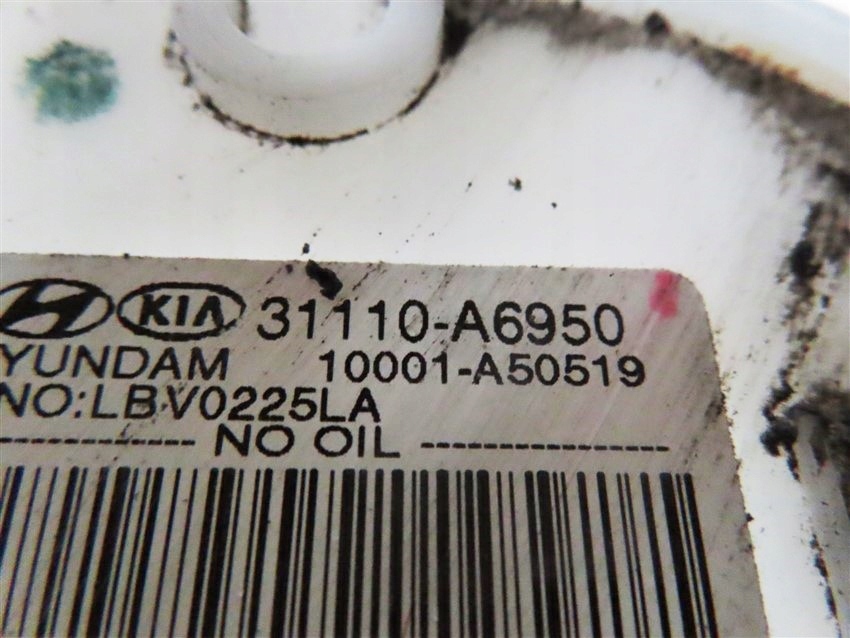 KIA 31110-A6950
YUNDAM 10001-A50519
NO:LBV0225LA
NO OIL